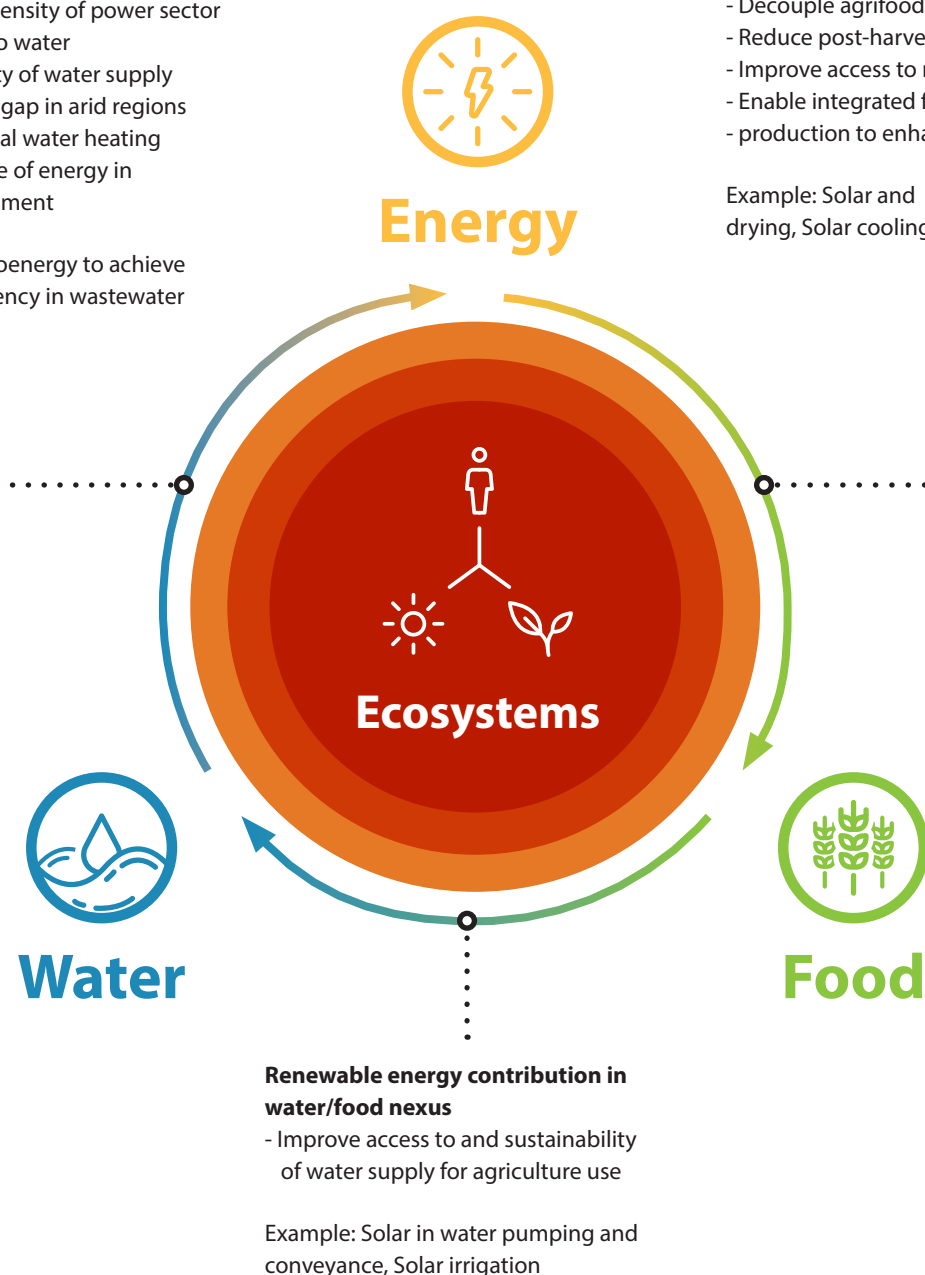 ensity of power sector
o water
ty of water supply
gap in arid regions
al water heating
e of energy in
ment
oenergy to achieve
ency in wastewater
Energy
- Decouple agrifood
- Reduce post-harve
- Improve access to
- Enable integrated
- production to enha
Example: Solar and
drying, Solar cooling
Ecosystems
Water
Food
Renewable energy contribution in
water/food nexus
- Improve access to and sustainability
of water supply for agriculture use
Example: Solar in water pumping and
conveyance, Solar irrigation